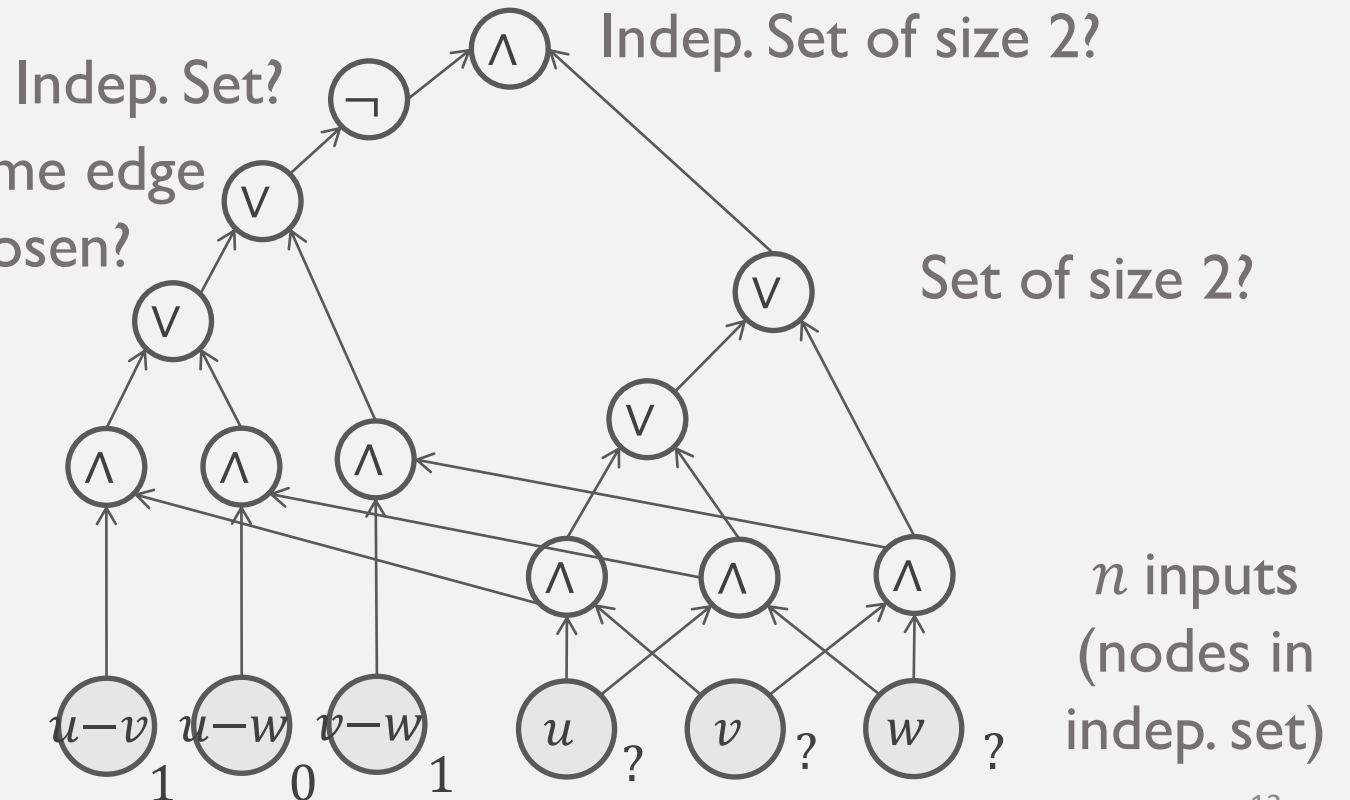 ∧ Indep. Set of size 2?
Indep. Set? ¬
me edge ∨
osen?
∨ Set of size 2?
∨
∨
∧ ∧ ∧
∧ ∧ ∧
n inputs
(nodes in
indep. set)
u−v 1 u−w 0 v−w 1 u ? v ? w ?